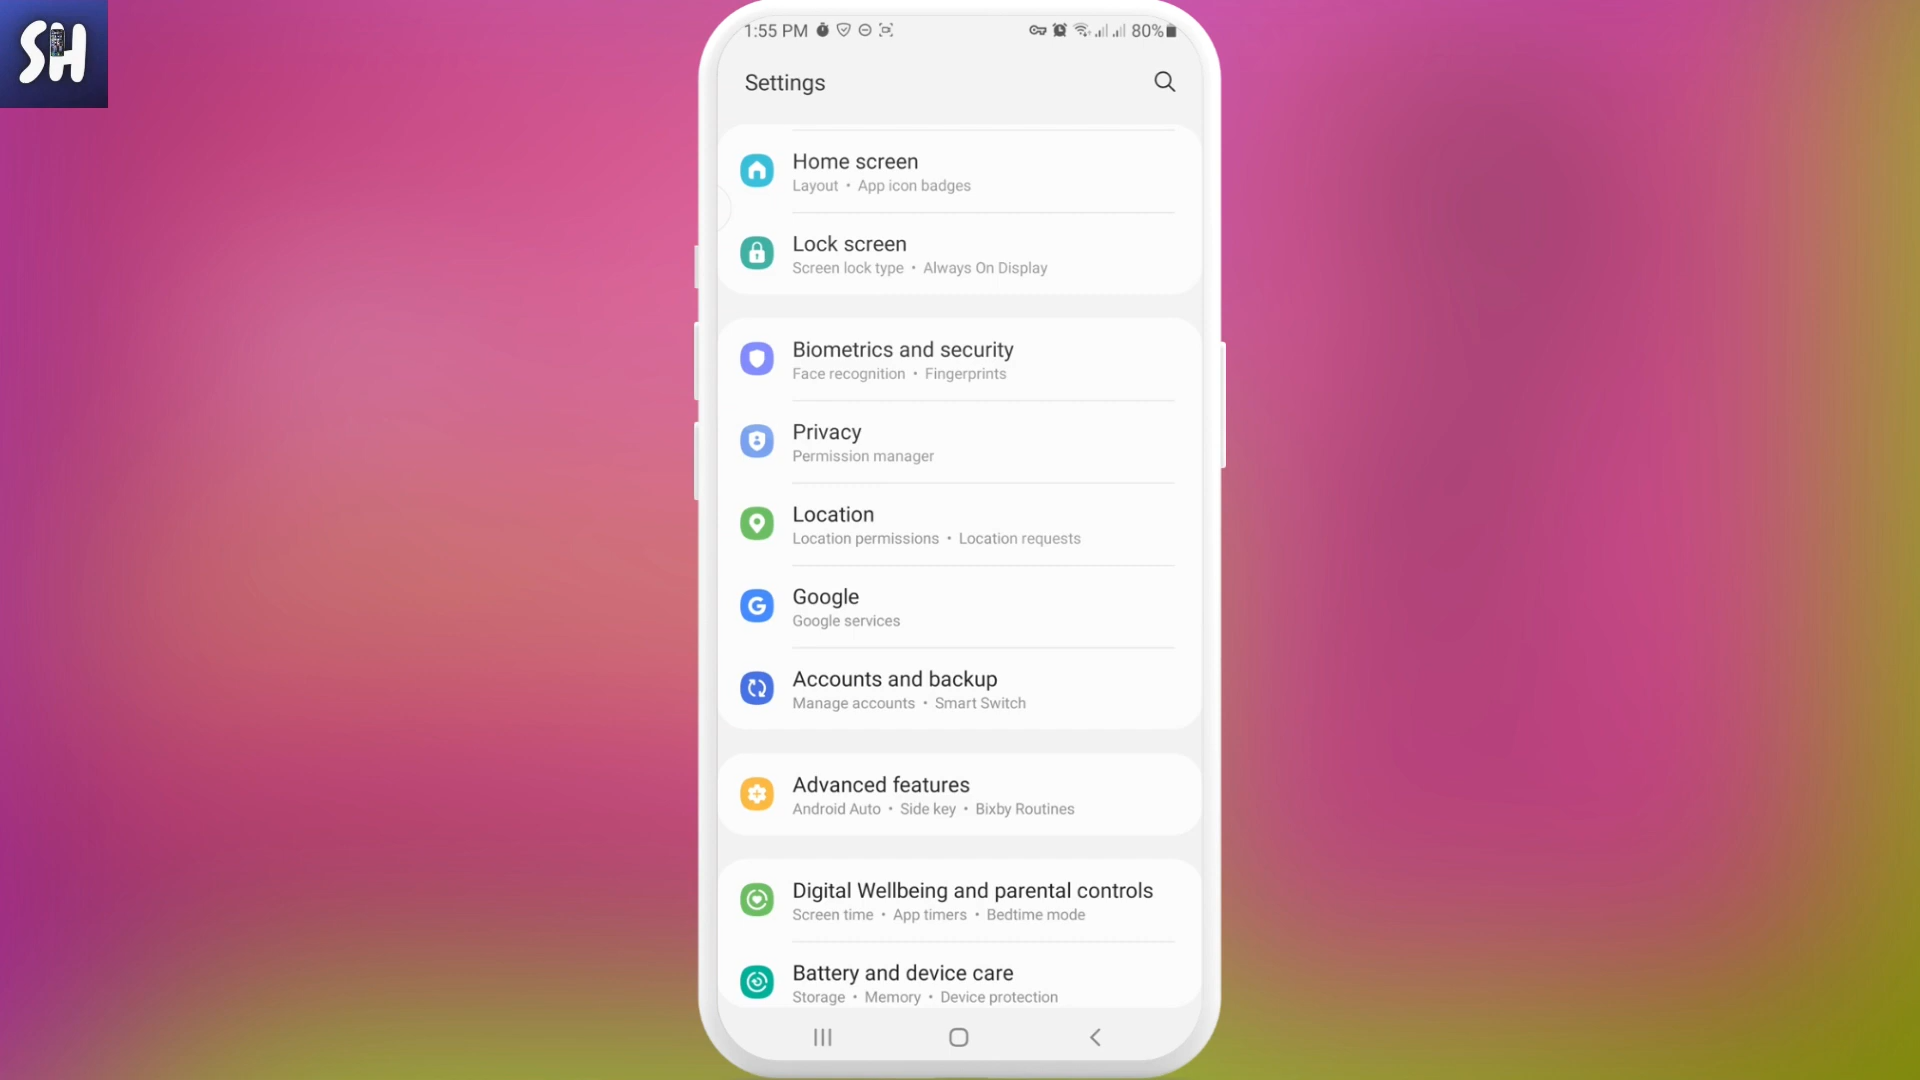 SH
1:55 PM 80%
Settings
Home screen
Layout • App icon badges
Lock screen
Screen lock type • Always On Display
Biometrics and security
Face recognition • Fingerprints
Privacy
Permission manager
Location
Location permissions • Location requests
Google
Google services
Accounts and backup
Manage accounts • Smart Switch
Advanced features
Android Auto • Side key • Bixby Routines
Digital Wellbeing and parental controls
Screen time • App timers • Bedtime mode
Battery and device care
Storage • Memory • Device protection